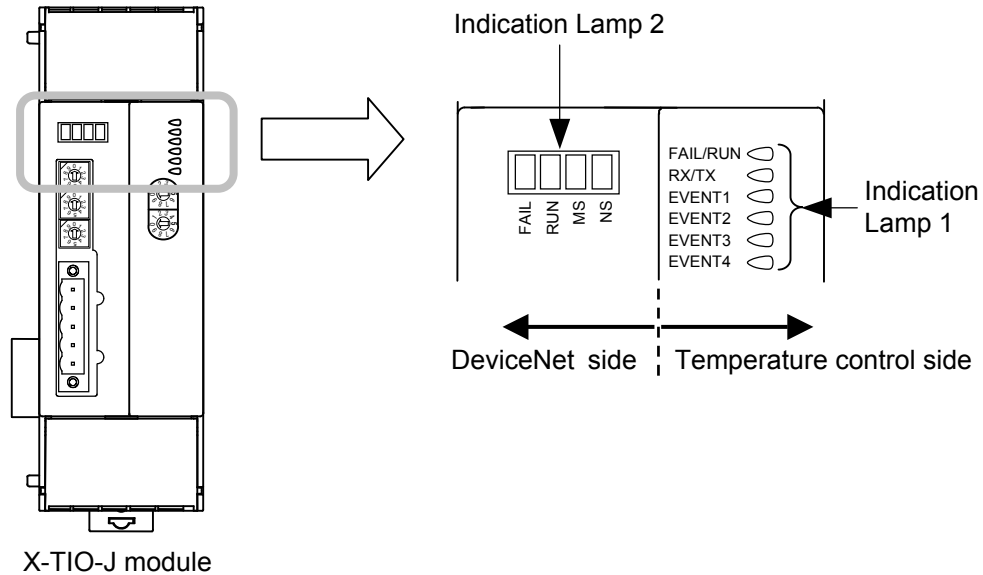 Indication Lamp 2
FAIL
RUN
MS
NS
FAIL/RUN
RX/TX
EVENT1
EVENT2
EVENT3
EVENT4
Indication
Lamp 1
DeviceNet side
Temperature control side
X-TIO-J module